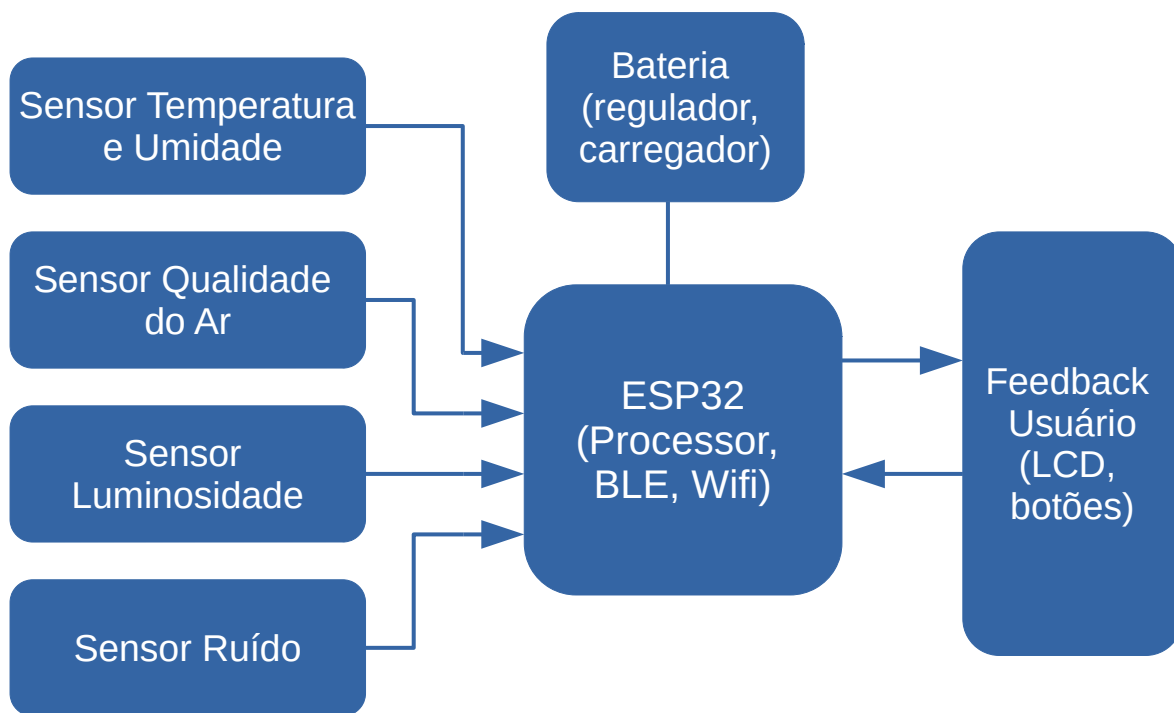 Sensor Temperatura
e Umidade
Sensor Qualidade
do Ar
Sensor
Luminosidade
Sensor Ruído
Bateria
(regulador,
carregador)
ESP32
(Processor,
BLE, Wifi)
Feedback
Usuário
(LCD,
botões)